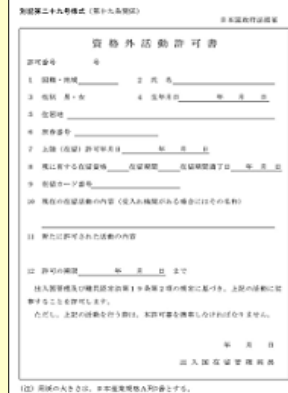 別記第二十九号様式（第十九条関係）
日本国政府法務省
資格外活動許可書
許可番号　　　号
1　国籍・地域　　　2　氏　名
3　性別　男・女　　　4　生年月日　　　年　　月　　日
5　住居地
6　旅券番号
7　上陸（在留）許可年月日　　　年　　月　　日
8　現に有する在留資格　　　在留期間　　　在留期間満了日　　年　月　日
9　在留カード番号
10　現在の在留活動の内容（受入れ機関がある場合にはその名称）
11　新たに許可された活動の内容
12　許可の期限　　　年　　月　　日　まで
出入国管理及び難民認定法第19条第2項の規定に基づき、上記の活動に従
事することを許可します。
ただし、上記の活動を行う際は、本許可書を携帯しなければなりません。
年　　月　　日
出入国在留管理局長
（注）用紙の大きさは、日本産業規格A列5番とする。